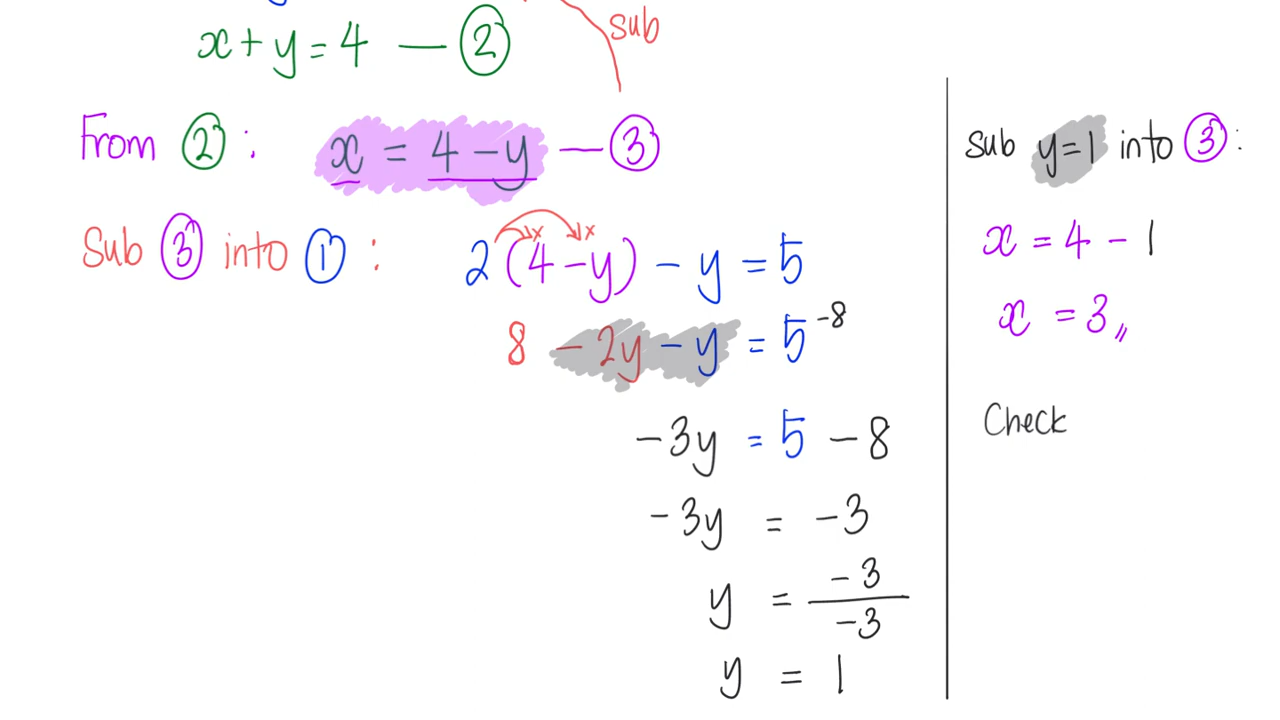 sub
x + y = 4 — ②
From ② : x = 4 - y — ③
Sub ③ into ① : 2(4 - y) - y = 5
8 - 2y - y = 5 -8
-3y = 5 - 8
-3y = -3
y = -3/-3
y = 1
sub y=1 into ③ :
x = 4 - 1
x = 3 〃
Check